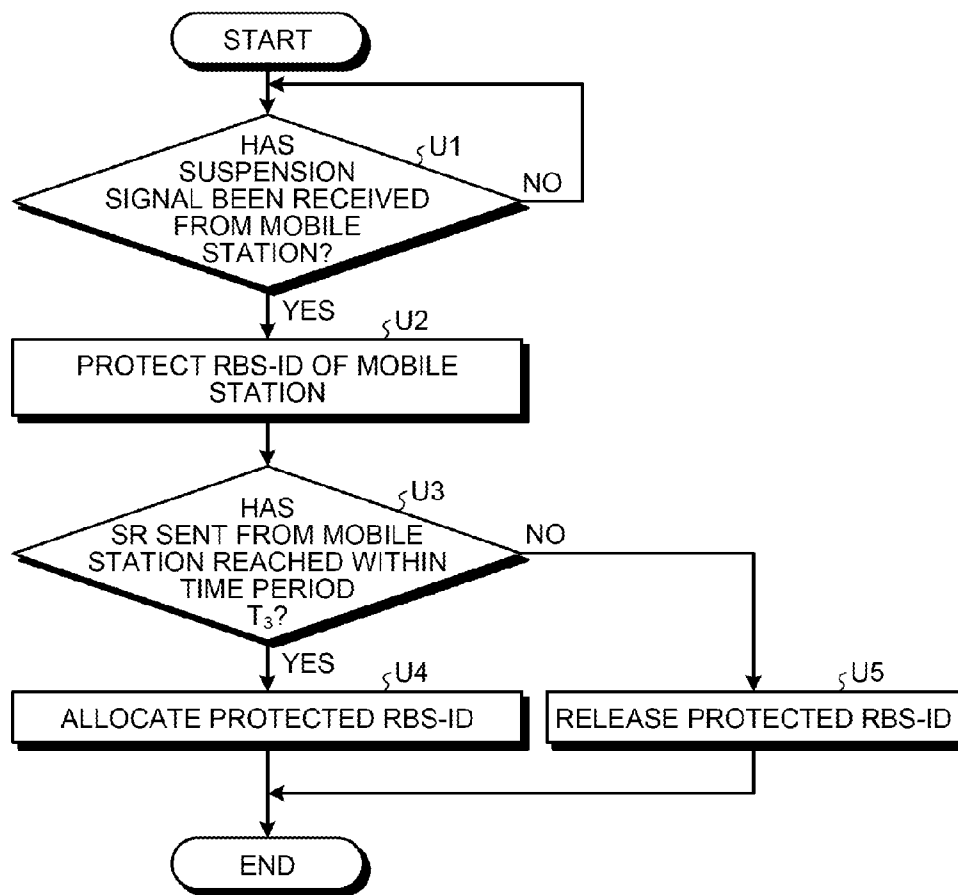 START
HAS
SUSPENSION
SIGNAL BEEN RECEIVED
FROM MOBILE
STATION?
U1
NO
YES
U2
PROTECT RBS-ID OF MOBILE
STATION
U3
HAS
SR SENT FROM MOBILE
STATION REACHED WITHIN
TIME PERIOD
T₃?
NO
YES
U4
ALLOCATE PROTECTED RBS-ID
U5
RELEASE PROTECTED RBS-ID
END